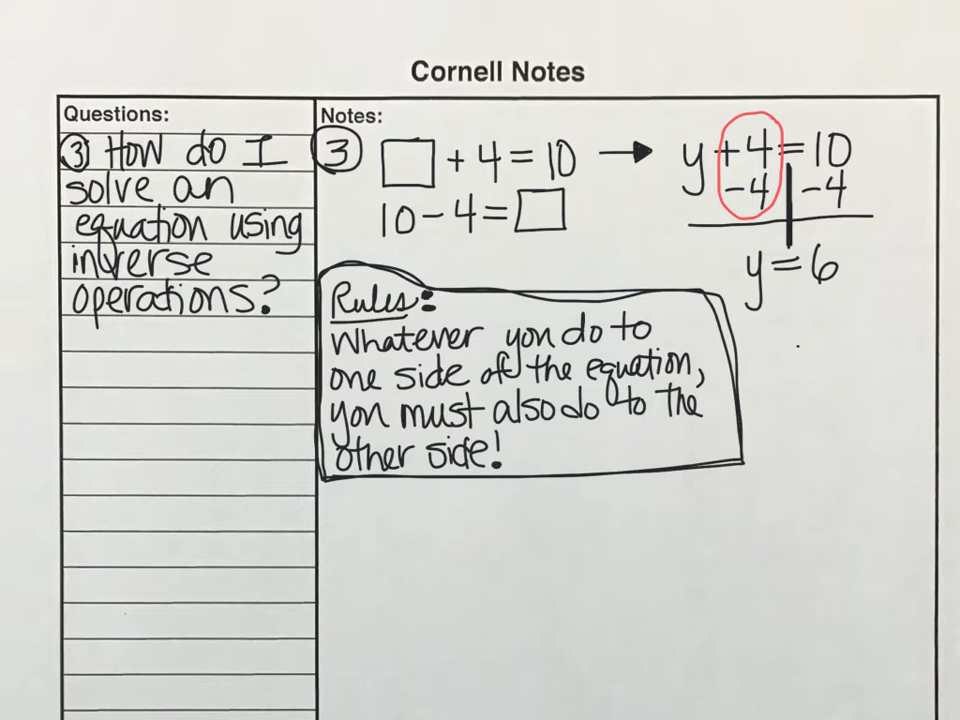 Cornell Notes
Questions:
③ How do I
solve an
equation using
inverse
operations?
Notes:
③ □ + 4 = 10 → y + 4 = 10
- 4 - 4
10 - 4 = □
y = 6
Rules:
Whatever you do to
one side of the equation,
you must also do to the
other side!